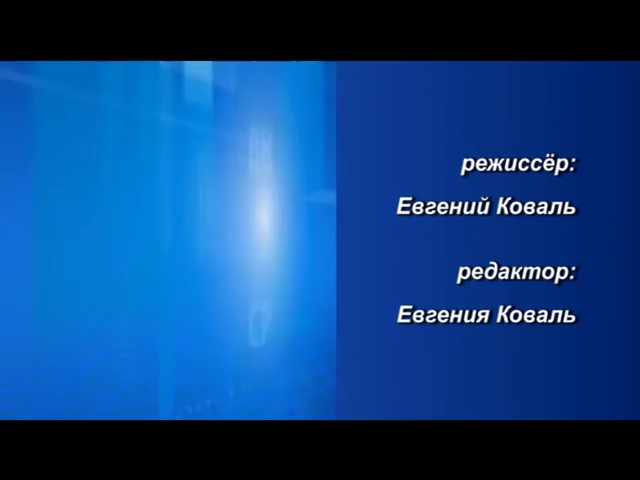 режиссёр:
Евгений Коваль
редактор:
Евгения Коваль